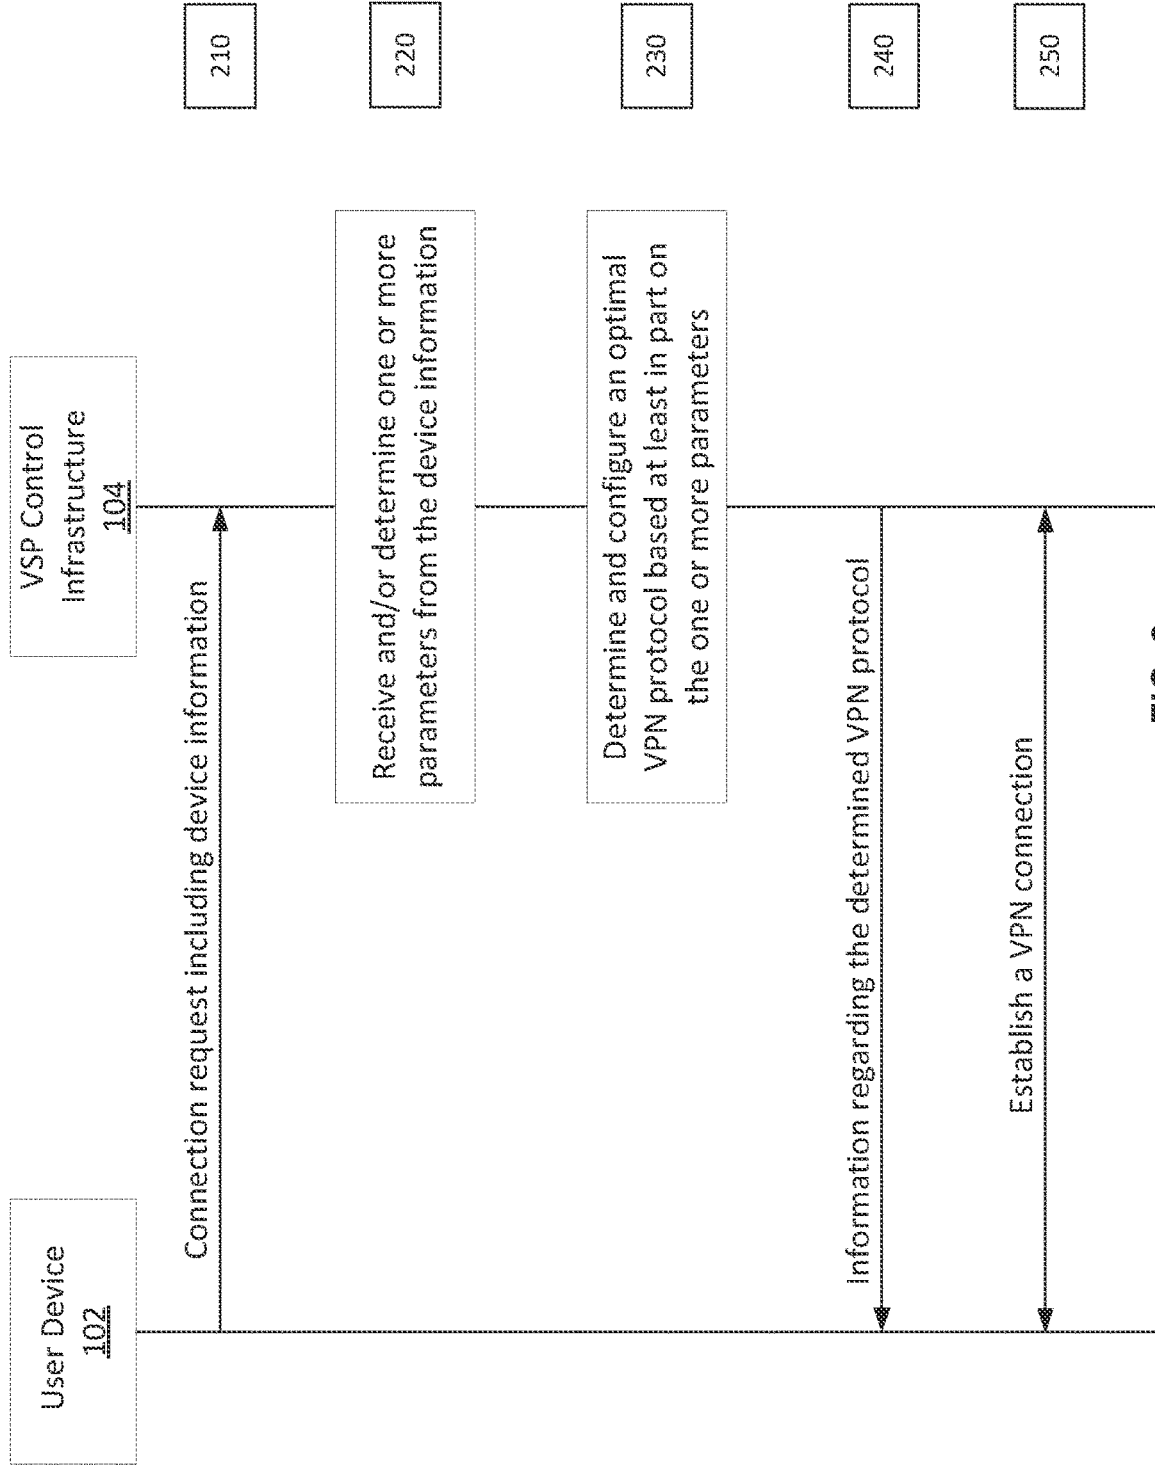 User Device
102
VSP Control
Infrastructure
104
Connection request including device information
210
Receive and/or determine one or more
parameters from the device information
220
Determine and configure an optimal
VPN protocol based at least in part on
the one or more parameters
230
Information regarding the determined VPN protocol
240
Establish a VPN connection
250